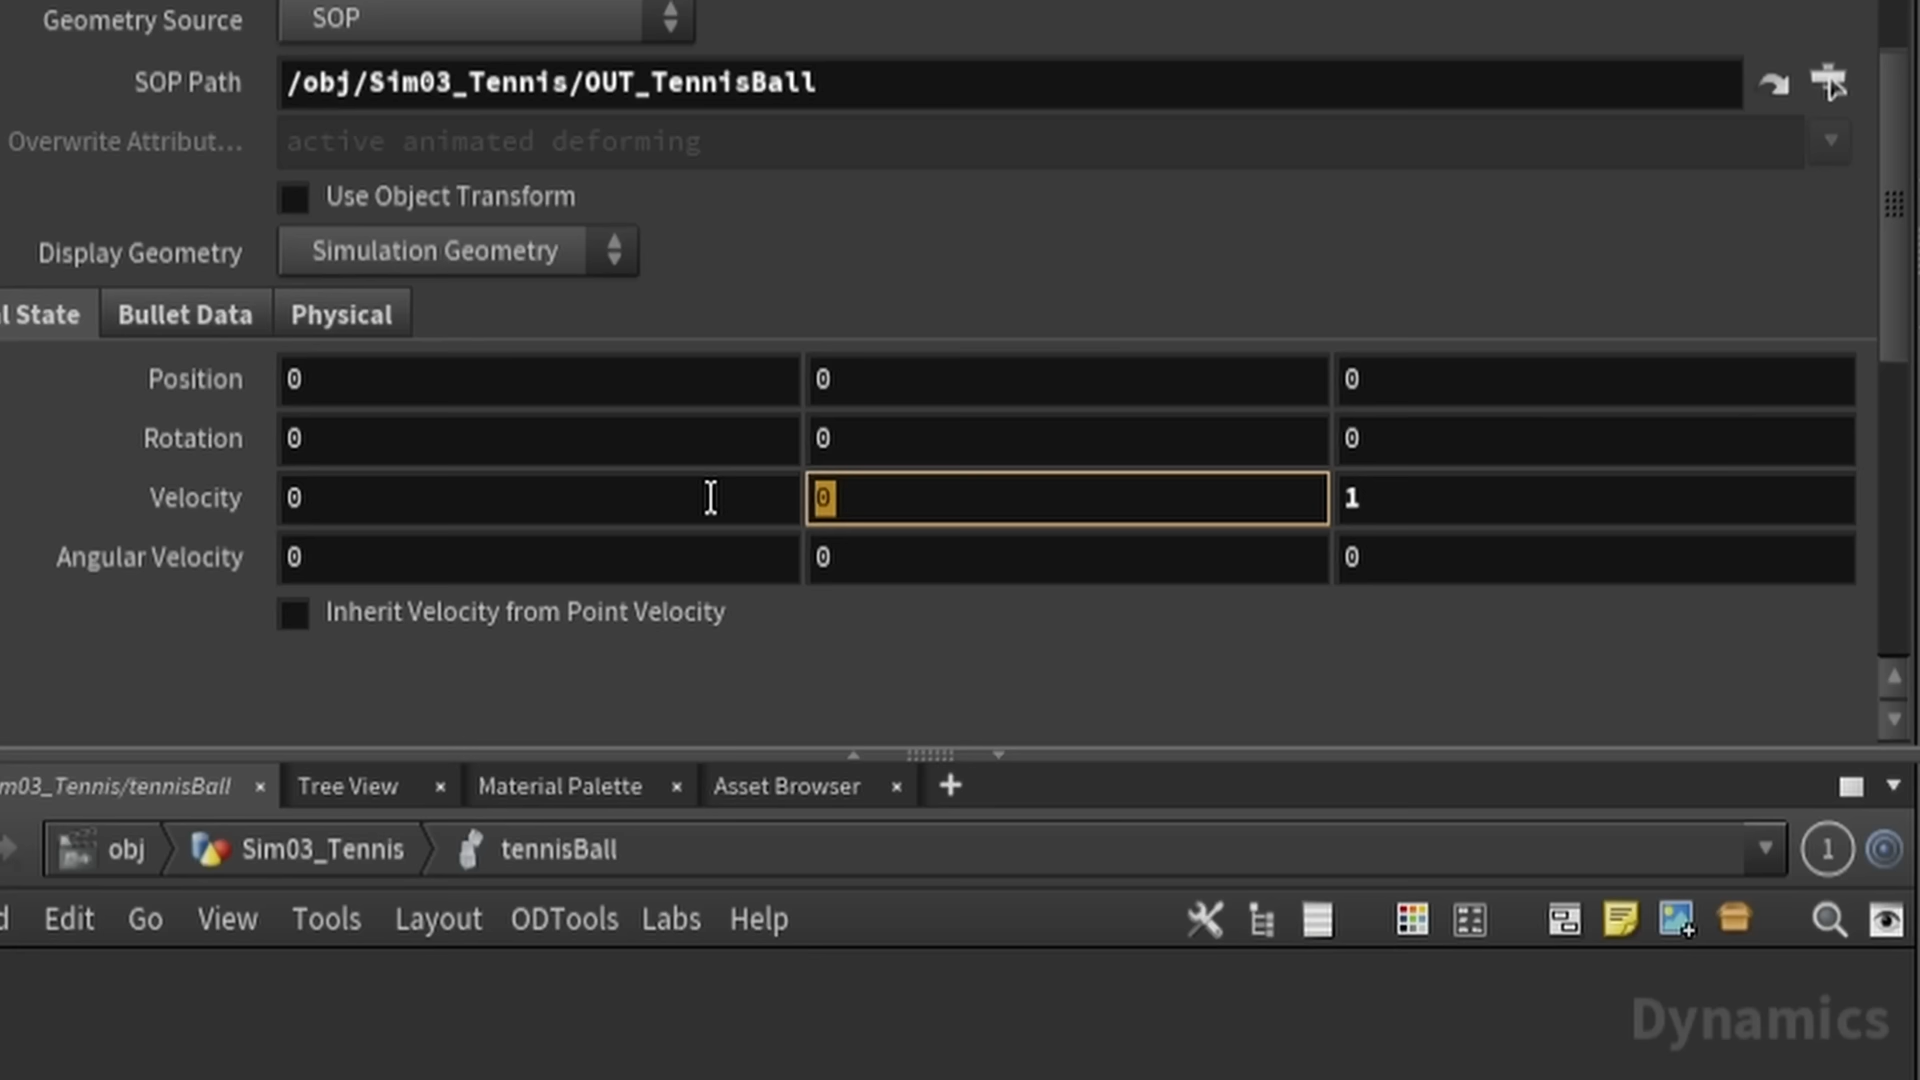 Geometry Source SOP
SOP Path /obj/Sim03_Tennis/OUT_TennisBall
Overwrite Attribut... active animated deforming
Use Object Transform
Display Geometry Simulation Geometry
l State Bullet Data Physical
Position 0 0 0
Rotation 0 0 0
Velocity 0 0 1
Angular Velocity 0 0 0
Inherit Velocity from Point Velocity
m03_Tennis/tennisBall × Tree View × Material Palette × Asset Browser × +
obj Sim03_Tennis tennisBall 1
d Edit Go View Tools Layout ODTools Labs Help
Dynamics